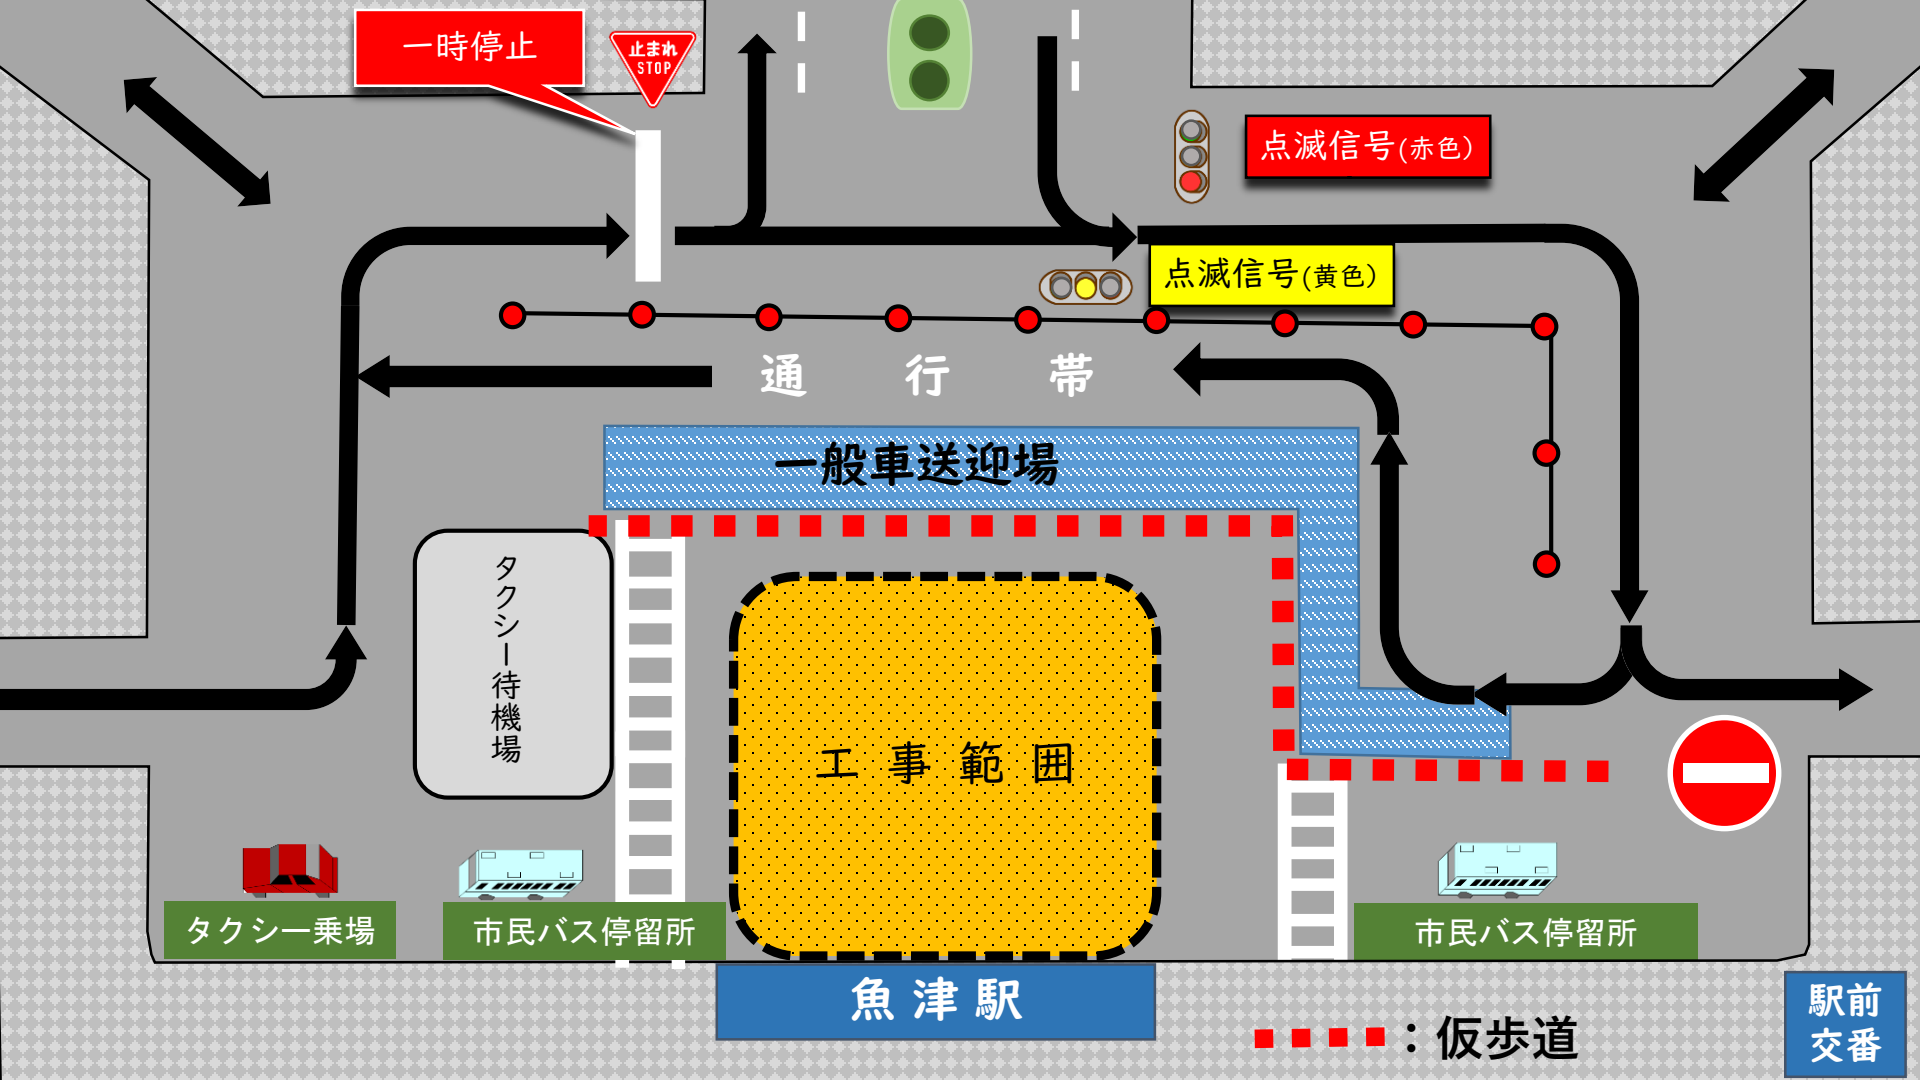 一時停止
止まれ
STOP
点滅信号(赤色)
点滅信号(黄色)
通行帯
一般車送迎場
タクシー待機場
工事範囲
タクシー乗場
市民バス停留所
市民バス停留所
魚津駅
:仮歩道
駅前
交番